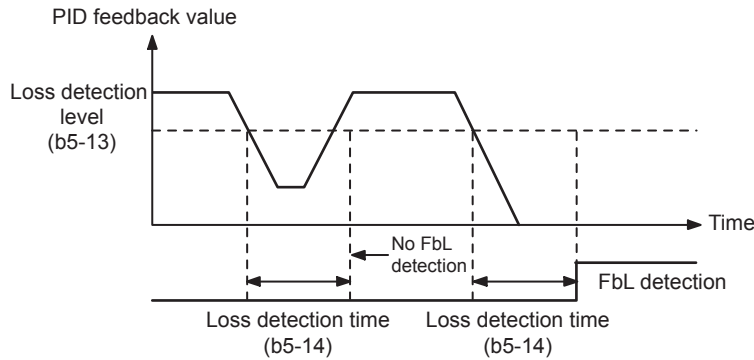 PID feedback value
Loss detection
level
(b5-13)
Time
No FbL
detection
FbL detection
Loss detection time
(b5-14)
Loss detection time
(b5-14)